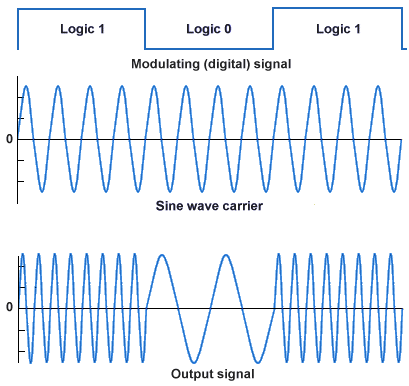 Logic 1 Logic 0 Logic 1
Modulating (digital) signal
0
Sine wave carrier
0
Output signal